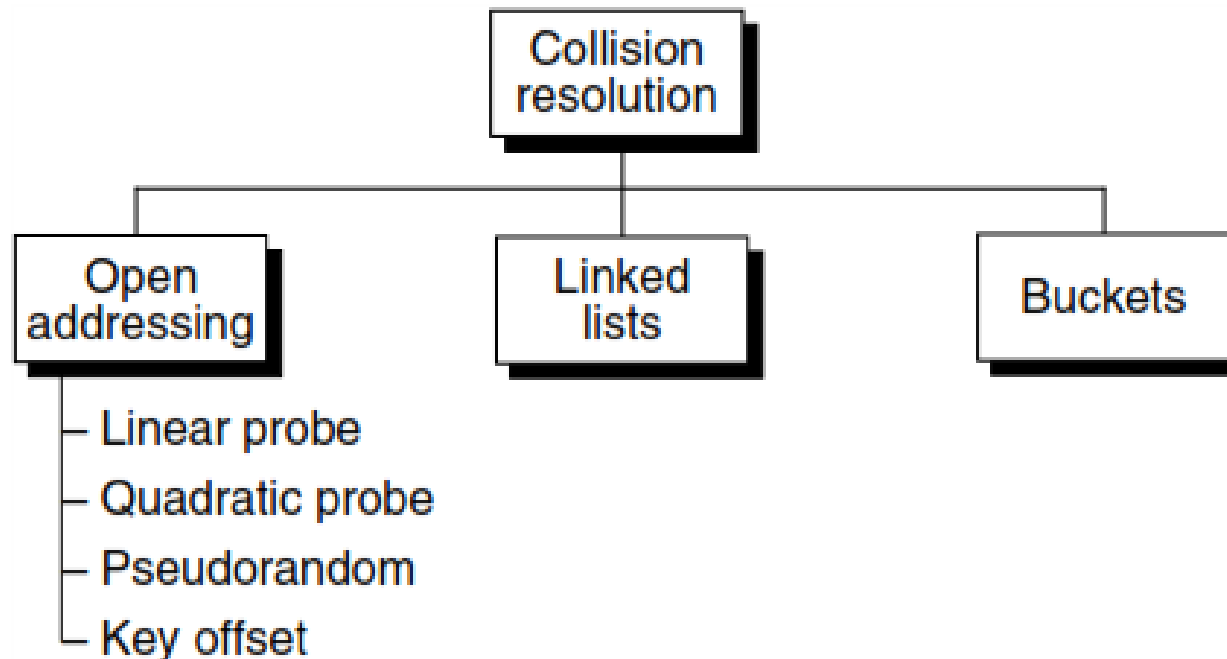 Collision
resolution
Open
addressing
Linked
lists
Buckets
Linear probe
Quadratic probe
Pseudorandom
Key offset